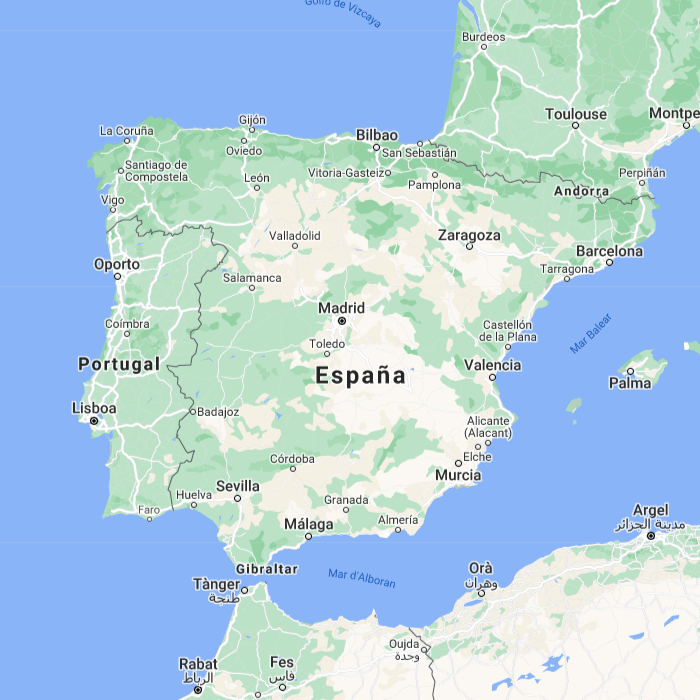 Golfo de Vizcaya
Burdeos
Toulouse
Montpe
Gijón
La Coruña
Oviedo
Bilbao
San Sebastián
Santiago de
Compostela
León
Vitoria-Gasteiz
Pamplona
Perpiñán
Andorra
Vigo
Valladolid
Zaragoza
Barcelona
Oporto
Tarragona
Salamanca
Madrid
Coímbra
Castellón
de la Plana
Mar Balear
Toledo
Portugal
España
Valencia
Palma
Lisboa
Badajoz
Alicante
(Alacant)
Elche
Córdoba
Murcia
Sevilla
Huelva
Granada
Faro
Málaga
Almería
Argel
مدينة الجزائر
Gibraltar
Mar d'Alboran
Orà
وهران
Tànger
طنجة
Oujda
وجدة
Rabat
الرباط
Fes
فاس